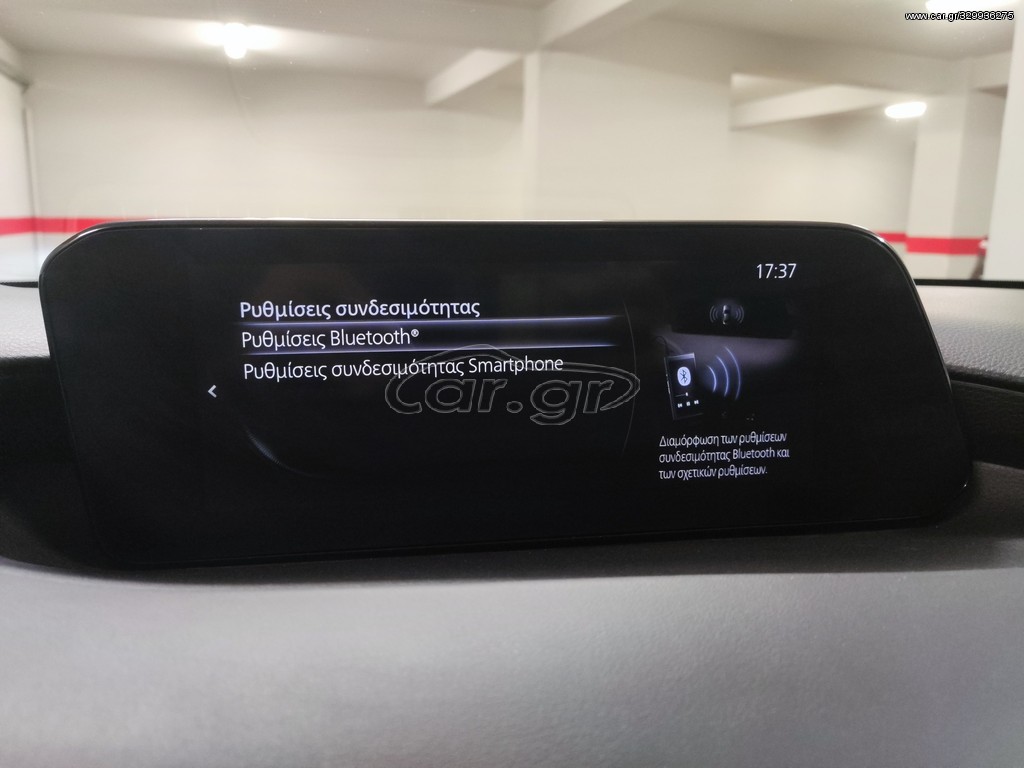 www.car.gr/329936275
17:37
Ρυθμίσεις συνδεσιμότητας
Ρυθμίσεις Bluetooth®
Ρυθμίσεις συνδεσιμότητας Smartphone
car.gr
Διαμόρφωση των ρυθμίσεων
συνδεσιμότητας Bluetooth και
των σχετικών ρυθμίσεων.